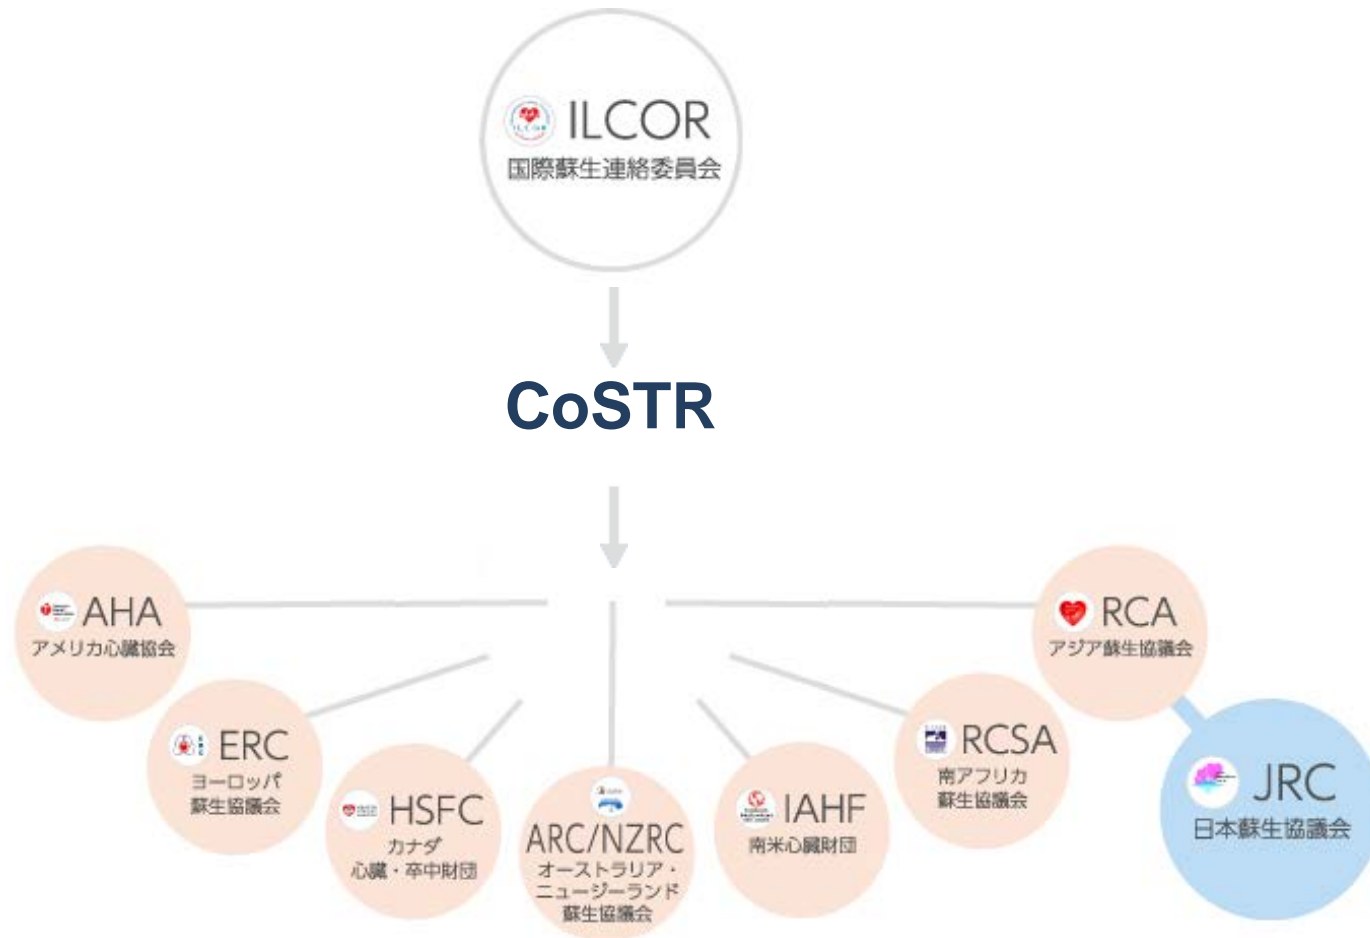 ILCOR
国際蘇生連絡委員会
CoSTR
AHA
アメリカ心臓協会
ERC
ヨーロッパ
蘇生協議会
HSFC
カナダ
心臓・卒中財団
ARC/NZRC
オーストラリア・
ニュージーランド
蘇生協議会
IAHF
南米心臓財団
RCSA
南アフリカ
蘇生協議会
RCA
アジア蘇生協議会
JRC
日本蘇生協議会